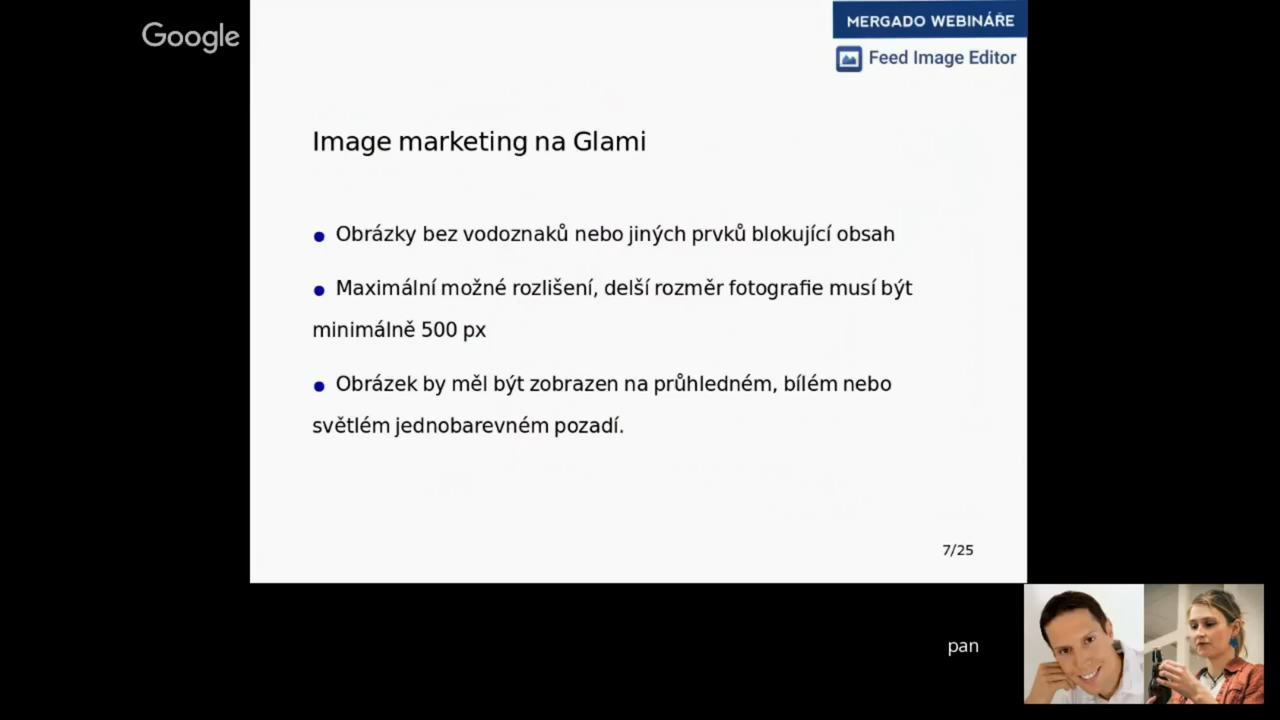 Google
MERGADO WEBINÁŘE
Feed Image Editor
Image marketing na Glami
Obrázky bez vodoznaků nebo jiných prvků blokující obsah
Maximální možné rozlišení, delší rozměr fotografie musí být
minimálně 500 px
Obrázek by měl být zobrazen na průhledném, bílém nebo
světlém jednobarevném pozadí.
7/25
pan